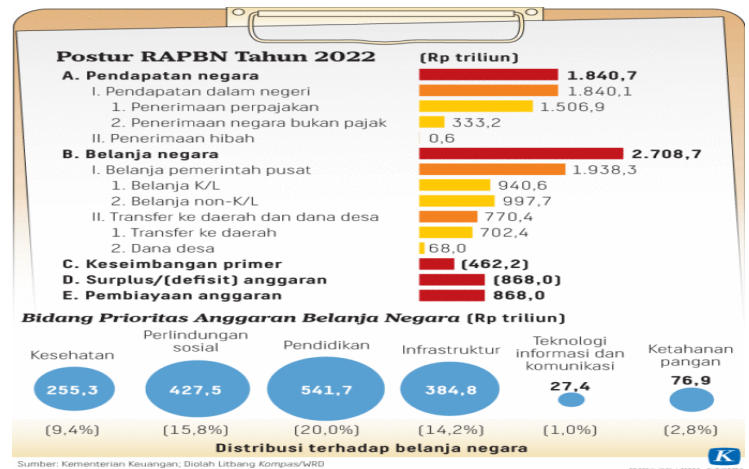 Postur RAPBN Tahun 2022 (Rp triliun)
A. Pendapatan negara 1.840,7
I. Pendapatan dalam negeri 1.840,1
1. Penerimaan perpajakan 1.506,9
2. Penerimaan negara bukan pajak 333,2
II. Penerimaan hibah 0,6
B. Belanja negara 2.708,7
I. Belanja pemerintah pusat 1.938,3
1. Belanja K/L 940,6
2. Belanja non-K/L 997,7
II. Transfer ke daerah dan dana desa 770,4
1. Transfer ke daerah 702,4
2. Dana desa 68,0
C. Keseimbangan primer (462,2)
D. Surplus/(defisit) anggaran (868,0)
E. Pembiayaan anggaran 868,0
Bidang Prioritas Anggaran Belanja Negara (Rp triliun)
Kesehatan
255,3
(9,4%)
Perlindungan
sosial
427,5
(15,8%)
Pendidikan
541,7
(20,0%)
Infrastruktur
384,8
(14,2%)
Teknologi
informasi dan
komunikasi
27,4
(1,0%)
Ketahanan
pangan
76,9
(2,8%)
Distribusi terhadap belanja negara
Sumber: Kementerian Keuangan; Diolah Litbang Kompas/WRD
K